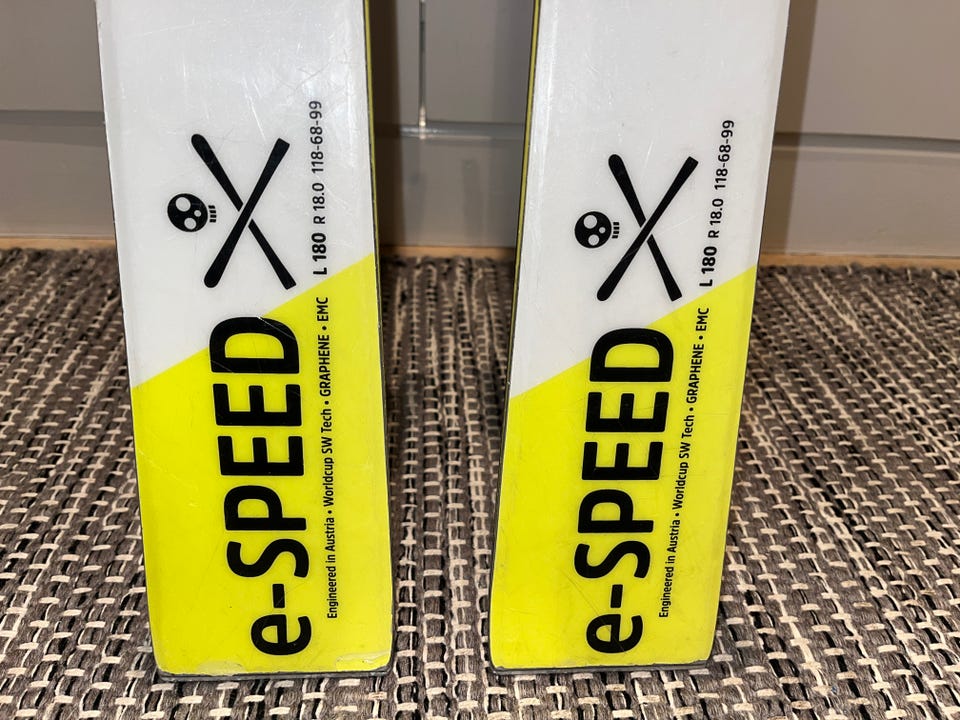 e-SPEED
Engineered in Austria • Worldcup SW Tech • GRAPHENE • EMC L 180 R 18.0 118-68-99
e-SPEED
Engineered in Austria • Worldcup SW Tech • GRAPHENE • EMC L 180 R 18.0 118-68-99